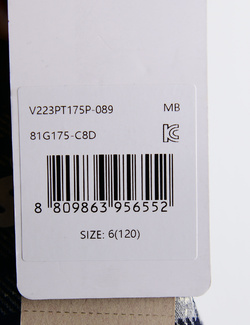 V223PT175P-089 MB
81G175-C8D
8 809863 956552
SIZE: 6(120)